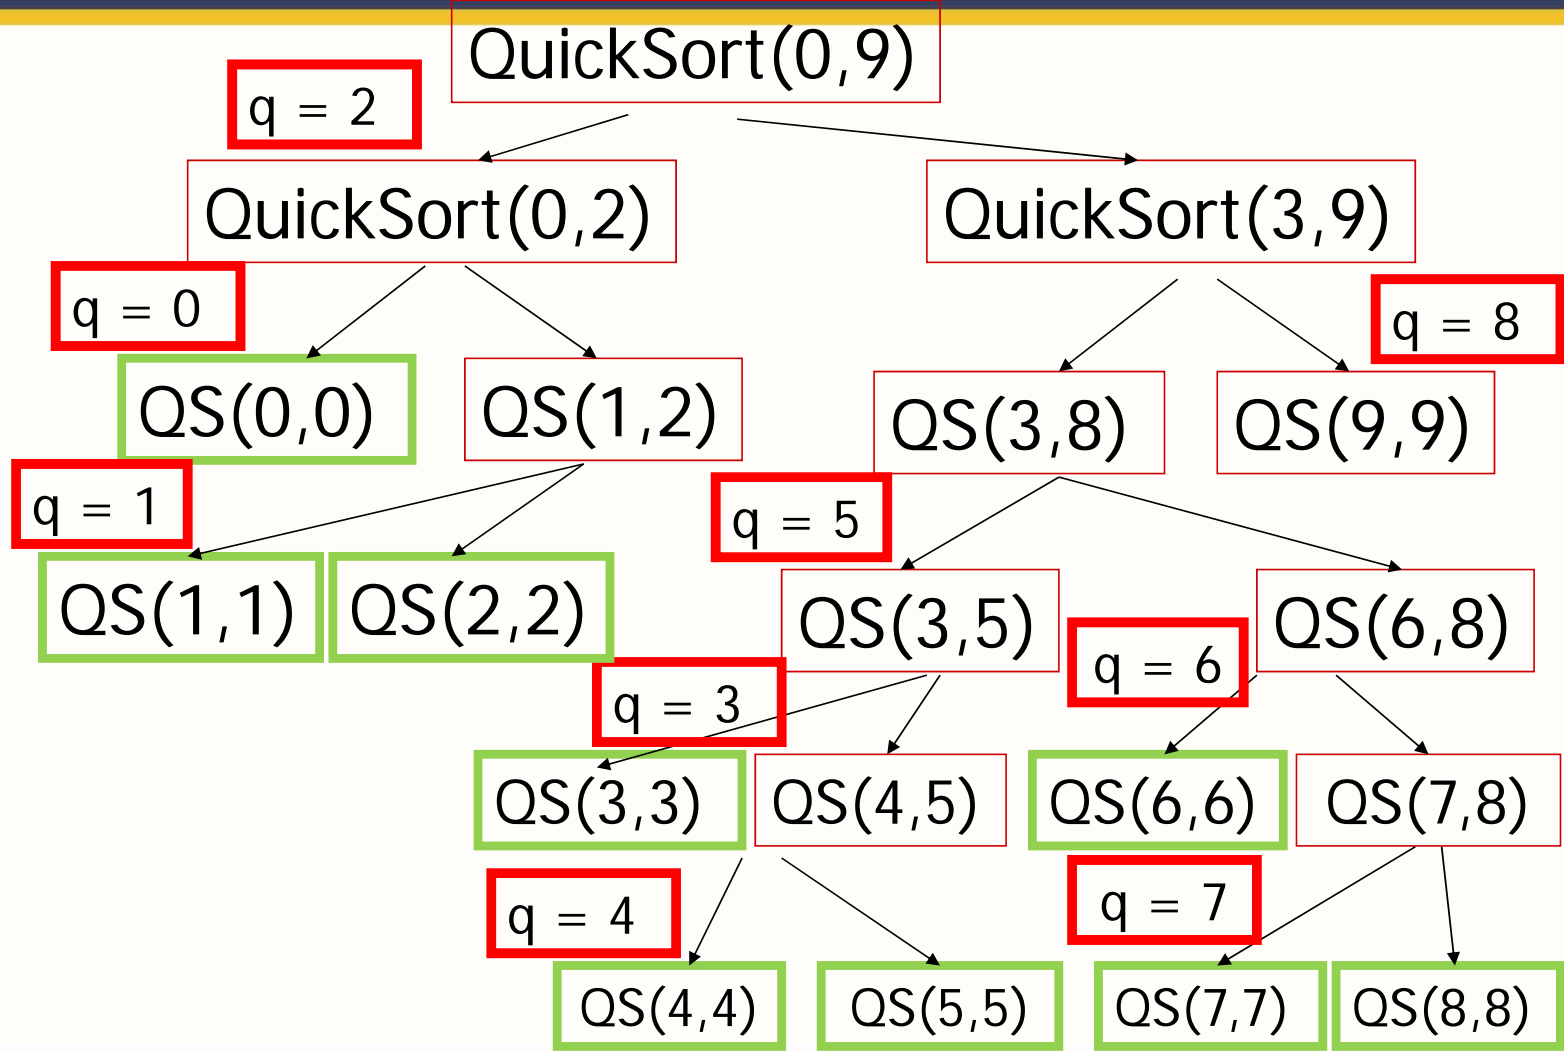 QuickSort(0,9)
q = 2
QuickSort(0,2)
QuickSort(3,9)
q = 0
q = 8
QS(0,0)
QS(1,2)
QS(3,8)
QS(9,9)
q = 1
q = 5
QS(1,1)
QS(2,2)
QS(3,5)
QS(6,8)
q = 3
q = 6
QS(3,3)
QS(4,5)
QS(6,6)
QS(7,8)
q = 4
q = 7
QS(4,4)
QS(5,5)
QS(7,7)
QS(8,8)